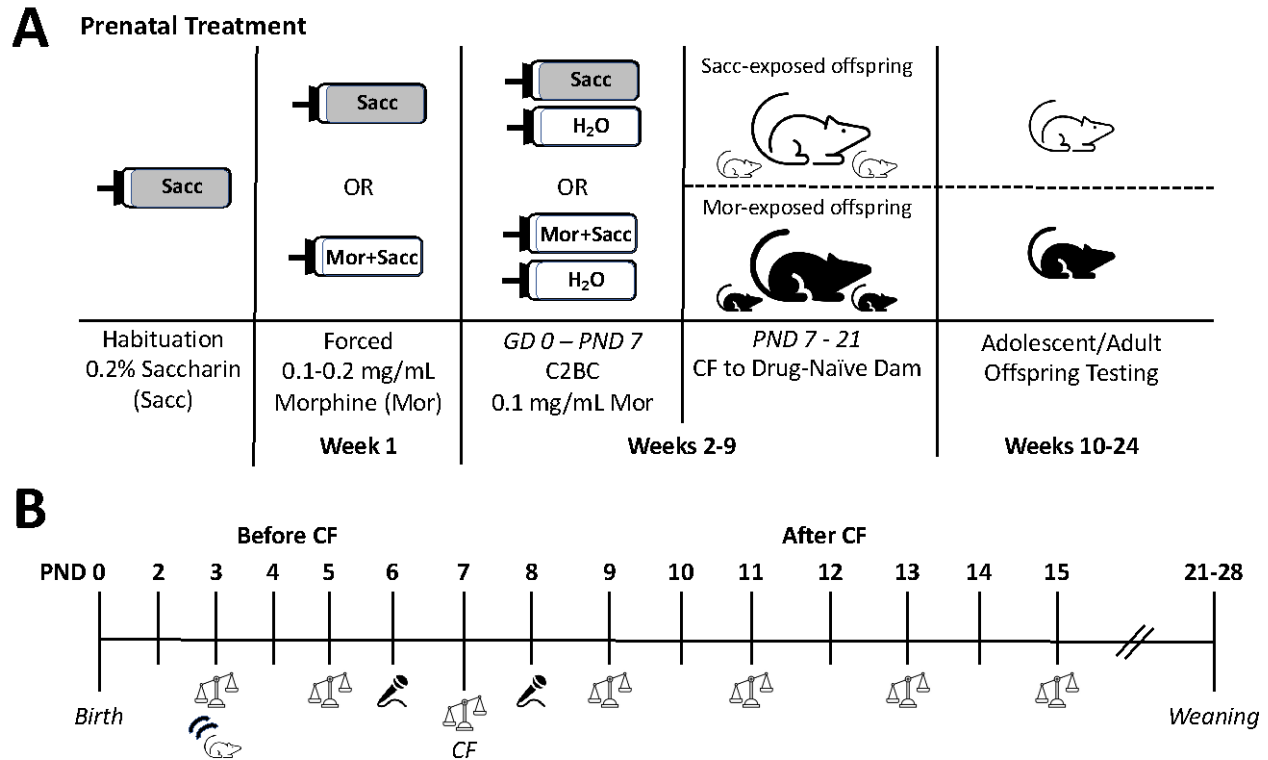 A
Prenatal Treatment
Sacc
Sacc
OR
Mor+Sacc
Sacc
H₂O
OR
Mor+Sacc
H₂O
Sacc-exposed offspring
Mor-exposed offspring
Habituation
0.2% Saccharin
(Sacc)
Forced
0.1-0.2 mg/mL
Morphine (Mor)
Week 1
GD 0 – PND 7
C2BC
0.1 mg/mL Mor
PND 7 - 21
CF to Drug-Naïve Dam
Weeks 2-9
Adolescent/Adult
Offspring Testing
Weeks 10-24
B
Before CF
After CF
PND 0 2 3 4 5 6 7 8 9 10 11 12 13 14 15 21-28
Birth
CF
Weaning